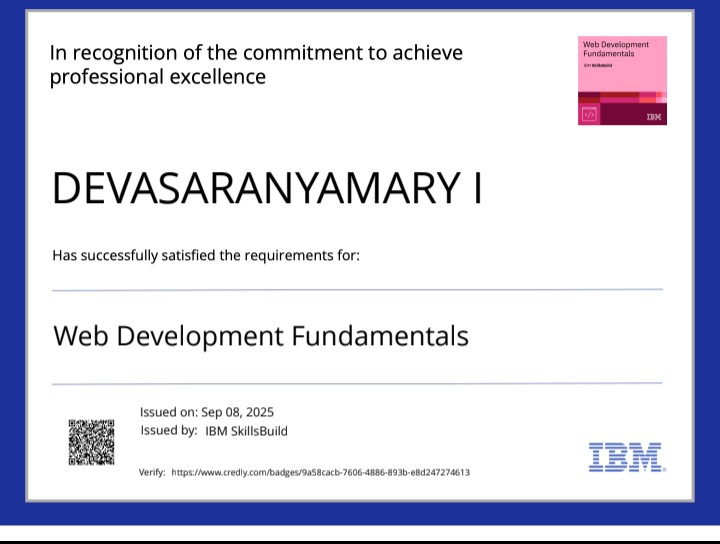 In recognition of the commitment to achieve
professional excellence
Web Development
Fundamentals
IBM SkillsBuild
</>
IBM
DEVASARANYAMARY I
Has successfully satisfied the requirements for:
Web Development Fundamentals
Issued on: Sep 08, 2025
Issued by: IBM SkillsBuild
Verify: https://www.credly.com/badges/9a58cacb-7606-4886-893b-e8d247274613
IBM.